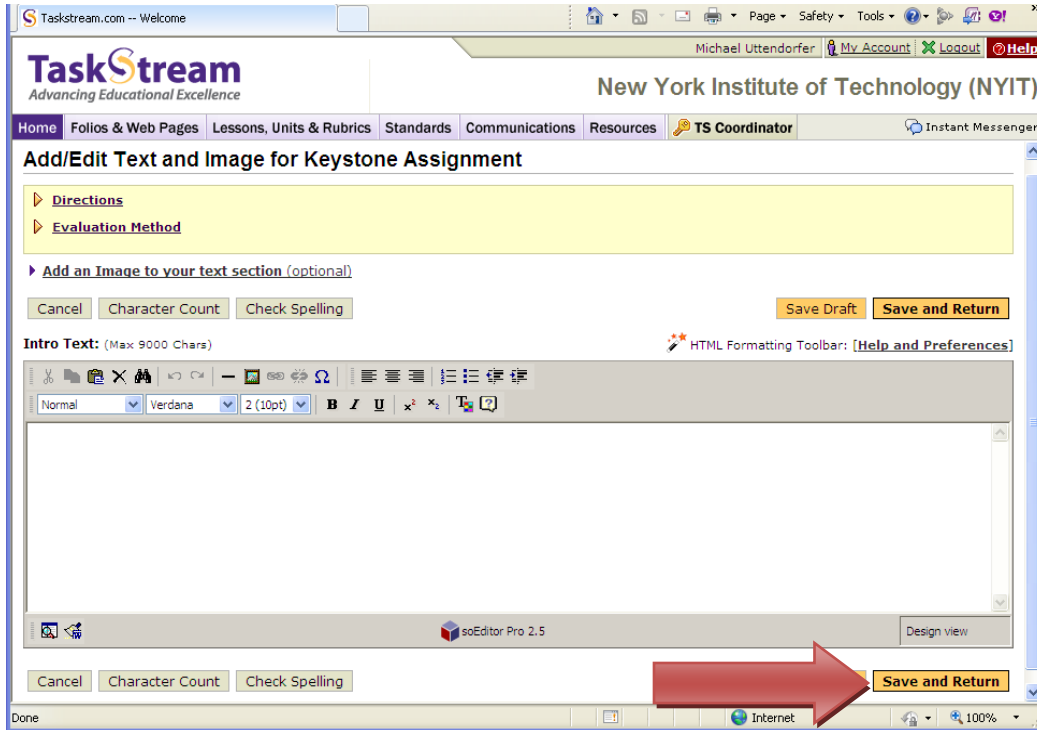 Taskstream.com -- Welcome
Page Safety Tools
Michael Uttendorfer My Account Logout Help
TaskStream
Advancing Educational Excellence
New York Institute of Technology (NYIT)
Home Folios & Web Pages Lessons, Units & Rubrics Standards Communications Resources TS Coordinator Instant Messenger
Add/Edit Text and Image for Keystone Assignment
Directions
Evaluation Method
Add an Image to your text section (optional)
Cancel Character Count Check Spelling Save Draft Save and Return
Intro Text: (Max 9000 Chars) HTML Formatting Toolbar: [Help and Preferences]
Normal Verdana 2 (10pt) B I U x² x₂
soEditor Pro 2.5 Design view
Cancel Character Count Check Spelling Save and Return
Done Internet 100%